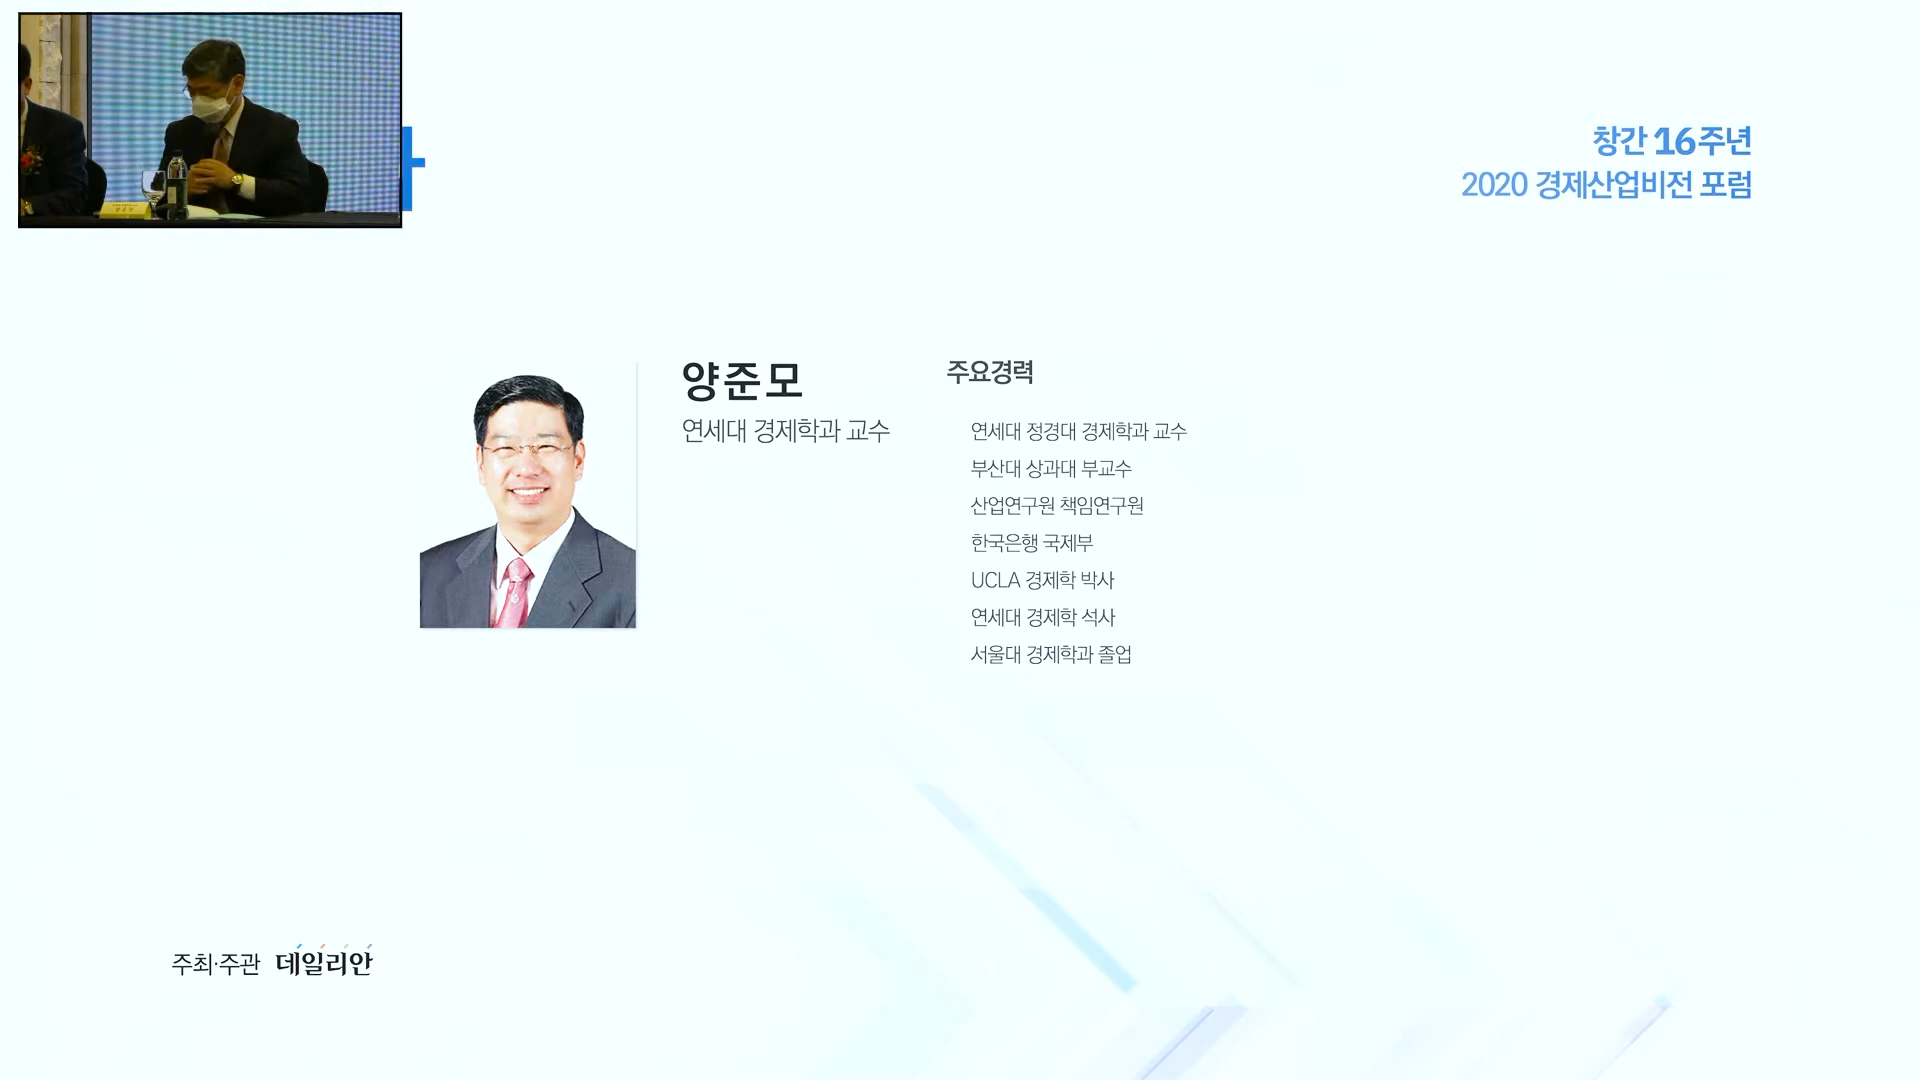 창간 16주년
2020 경제산업비전 포럼
양준모
연세대 경제학과 교수
주요경력
연세대 정경대 경제학과 교수
부산대 상과대 부교수
산업연구원 책임연구원
한국은행 국제부
UCLA 경제학 박사
연세대 경제학 석사
서울대 경제학과 졸업
주최·주관 데일리안